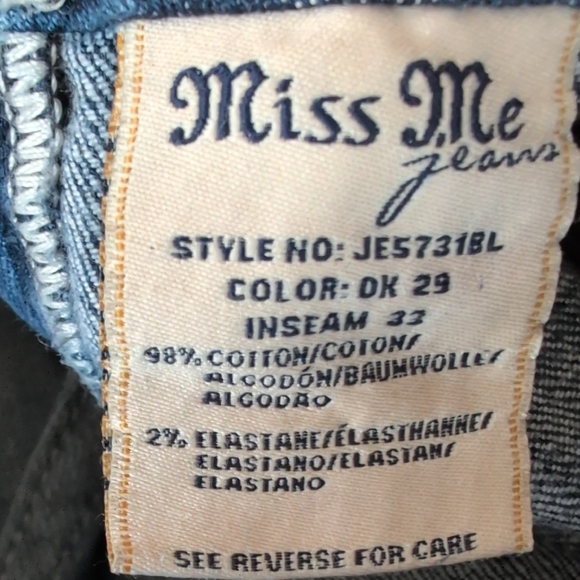 Miss Me
jeans
STYLE NO: JE5731BL
COLOR: DK 29
INSEAM 33
98% COTTON/COTON/
ALGODÓN/BAUMWOLLE/
ALGODÃO
2% ELASTANE/ÉLASTHANNE/
ELASTANO/ELASTAN/
ELASTANO
SEE REVERSE FOR CARE